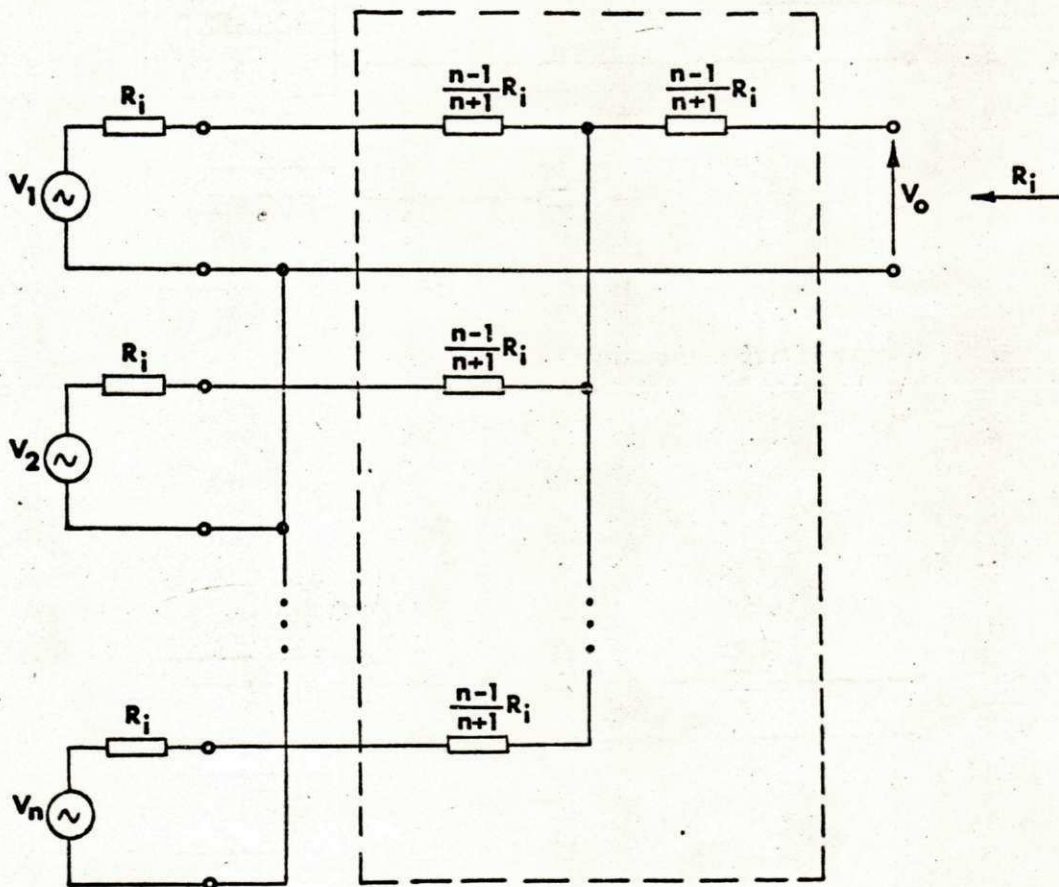 R_i
n-1/n+1 R_i
n-1/n+1 R_i
V_1
V_o
R_i
R_i
n-1/n+1 R_i
V_2
R_i
n-1/n+1 R_i
V_n